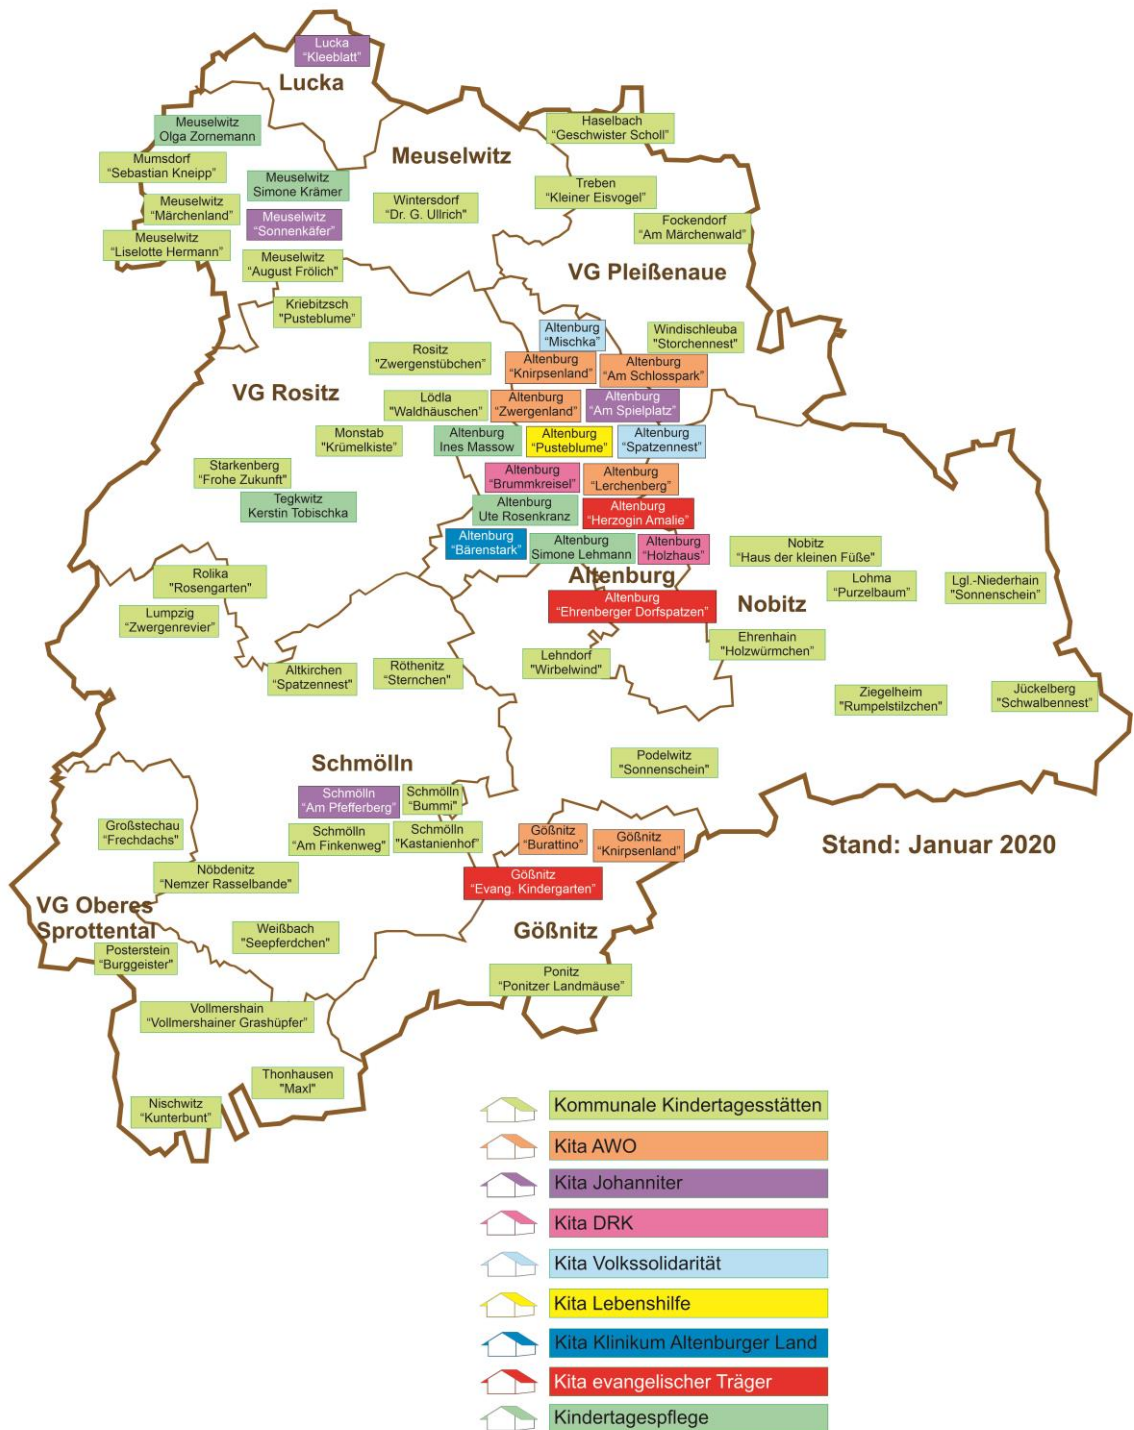 Lucka
“Kleeblatt”
Lucka
Meuselwitz
Olga Zornemann
Haselbach
“Geschwister Scholl”
Meuselwitz
Mumsdorf
“Sebastian Kneipp”
Meuselwitz
Simone Krämer
Treben
“Kleiner Eisvogel”
Wintersdorf
“Dr. G. Ullrich"
Meuselwitz
“Märchenland”
Meuselwitz
“Sonnenkäfer”
Fockendorf
“Am Märchenwald”
Meuselwitz
“Liselotte Hermann”
Meuselwitz
“August Frölich”
VG Pleißenaue
Kriebitzsch
"Pusteblume”
Altenburg
“Mischka”
Windischleuba
"Storchennest”
Rositz
"Zwergenstübchen”
Altenburg
“Knirpsenland”
Altenburg
“Am Schlosspark”
VG Rositz
Lödla
"Waldhäuschen”
Altenburg
“Zwergenland”
Altenburg
“Am Spielplatz”
Monstab
"Krümelkiste”
Altenburg
Ines Massow
Altenburg
“Pusteblume”
Altenburg
“Spatzennest”
Starkenberg
“Frohe Zukunft”
Altenburg
“Brummkreisel”
Altenburg
“Lerchenberg”
Tegkwitz
Kerstin Tobischka
Altenburg
Ute Rosenkranz
Altenburg
“Herzogin Amalie”
Altenburg
“Bärenstark”
Altenburg
Simone Lehmann
Altenburg
“Holzhaus”
Nobitz
“Haus der kleinen Füße”
Altenburg
Rolika
"Rosengarten”
Lohma
“Purzelbaum”
Lgl.-Niederhain
"Sonnenschein”
Altenburg
“Ehrenberger Dorfspatzen”
Nobitz
Lumpzig
“Zwergenrevier”
Ehrenhain
“Holzwürmchen”
Lehndorf
"Wirbelwind”
Altkirchen
“Spatzennest”
Röthenitz
“Sternchen”
Ziegelheim
“Rumpelstilzchen”
Jückelberg
“Schwalbennest”
Podelwitz
"Sonnenschein"
Schmölln
Schmölln
“Am Pfefferberg”
Schmölln
“Bummi”
Großstechau
“Frechdachs”
Schmölln
“Am Finkenweg”
Schmölln
"Kastanienhof”
Gößnitz
“Burattino”
Gößnitz
“Knirpsenland”
Stand: Januar 2020
Nöbdenitz
“Nemzer Rasselbande”
Gößnitz
“Evang. Kindergarten”
VG Oberes
Sprottental
Weißbach
"Seepferdchen”
Gößnitz
Posterstein
“Burggeister”
Ponitz
“Ponitzer Landmäuse”
Vollmershain
“Vollmershainer Grashüpfer”
Thonhausen
"Maxl"
Nischwitz
“Kunterbunt”
Kommunale Kindertagesstätten
Kita AWO
Kita Johanniter
Kita DRK
Kita Volkssolidarität
Kita Lebenshilfe
Kita Klinikum Altenburger Land
Kita evangelischer Träger
Kindertagespflege